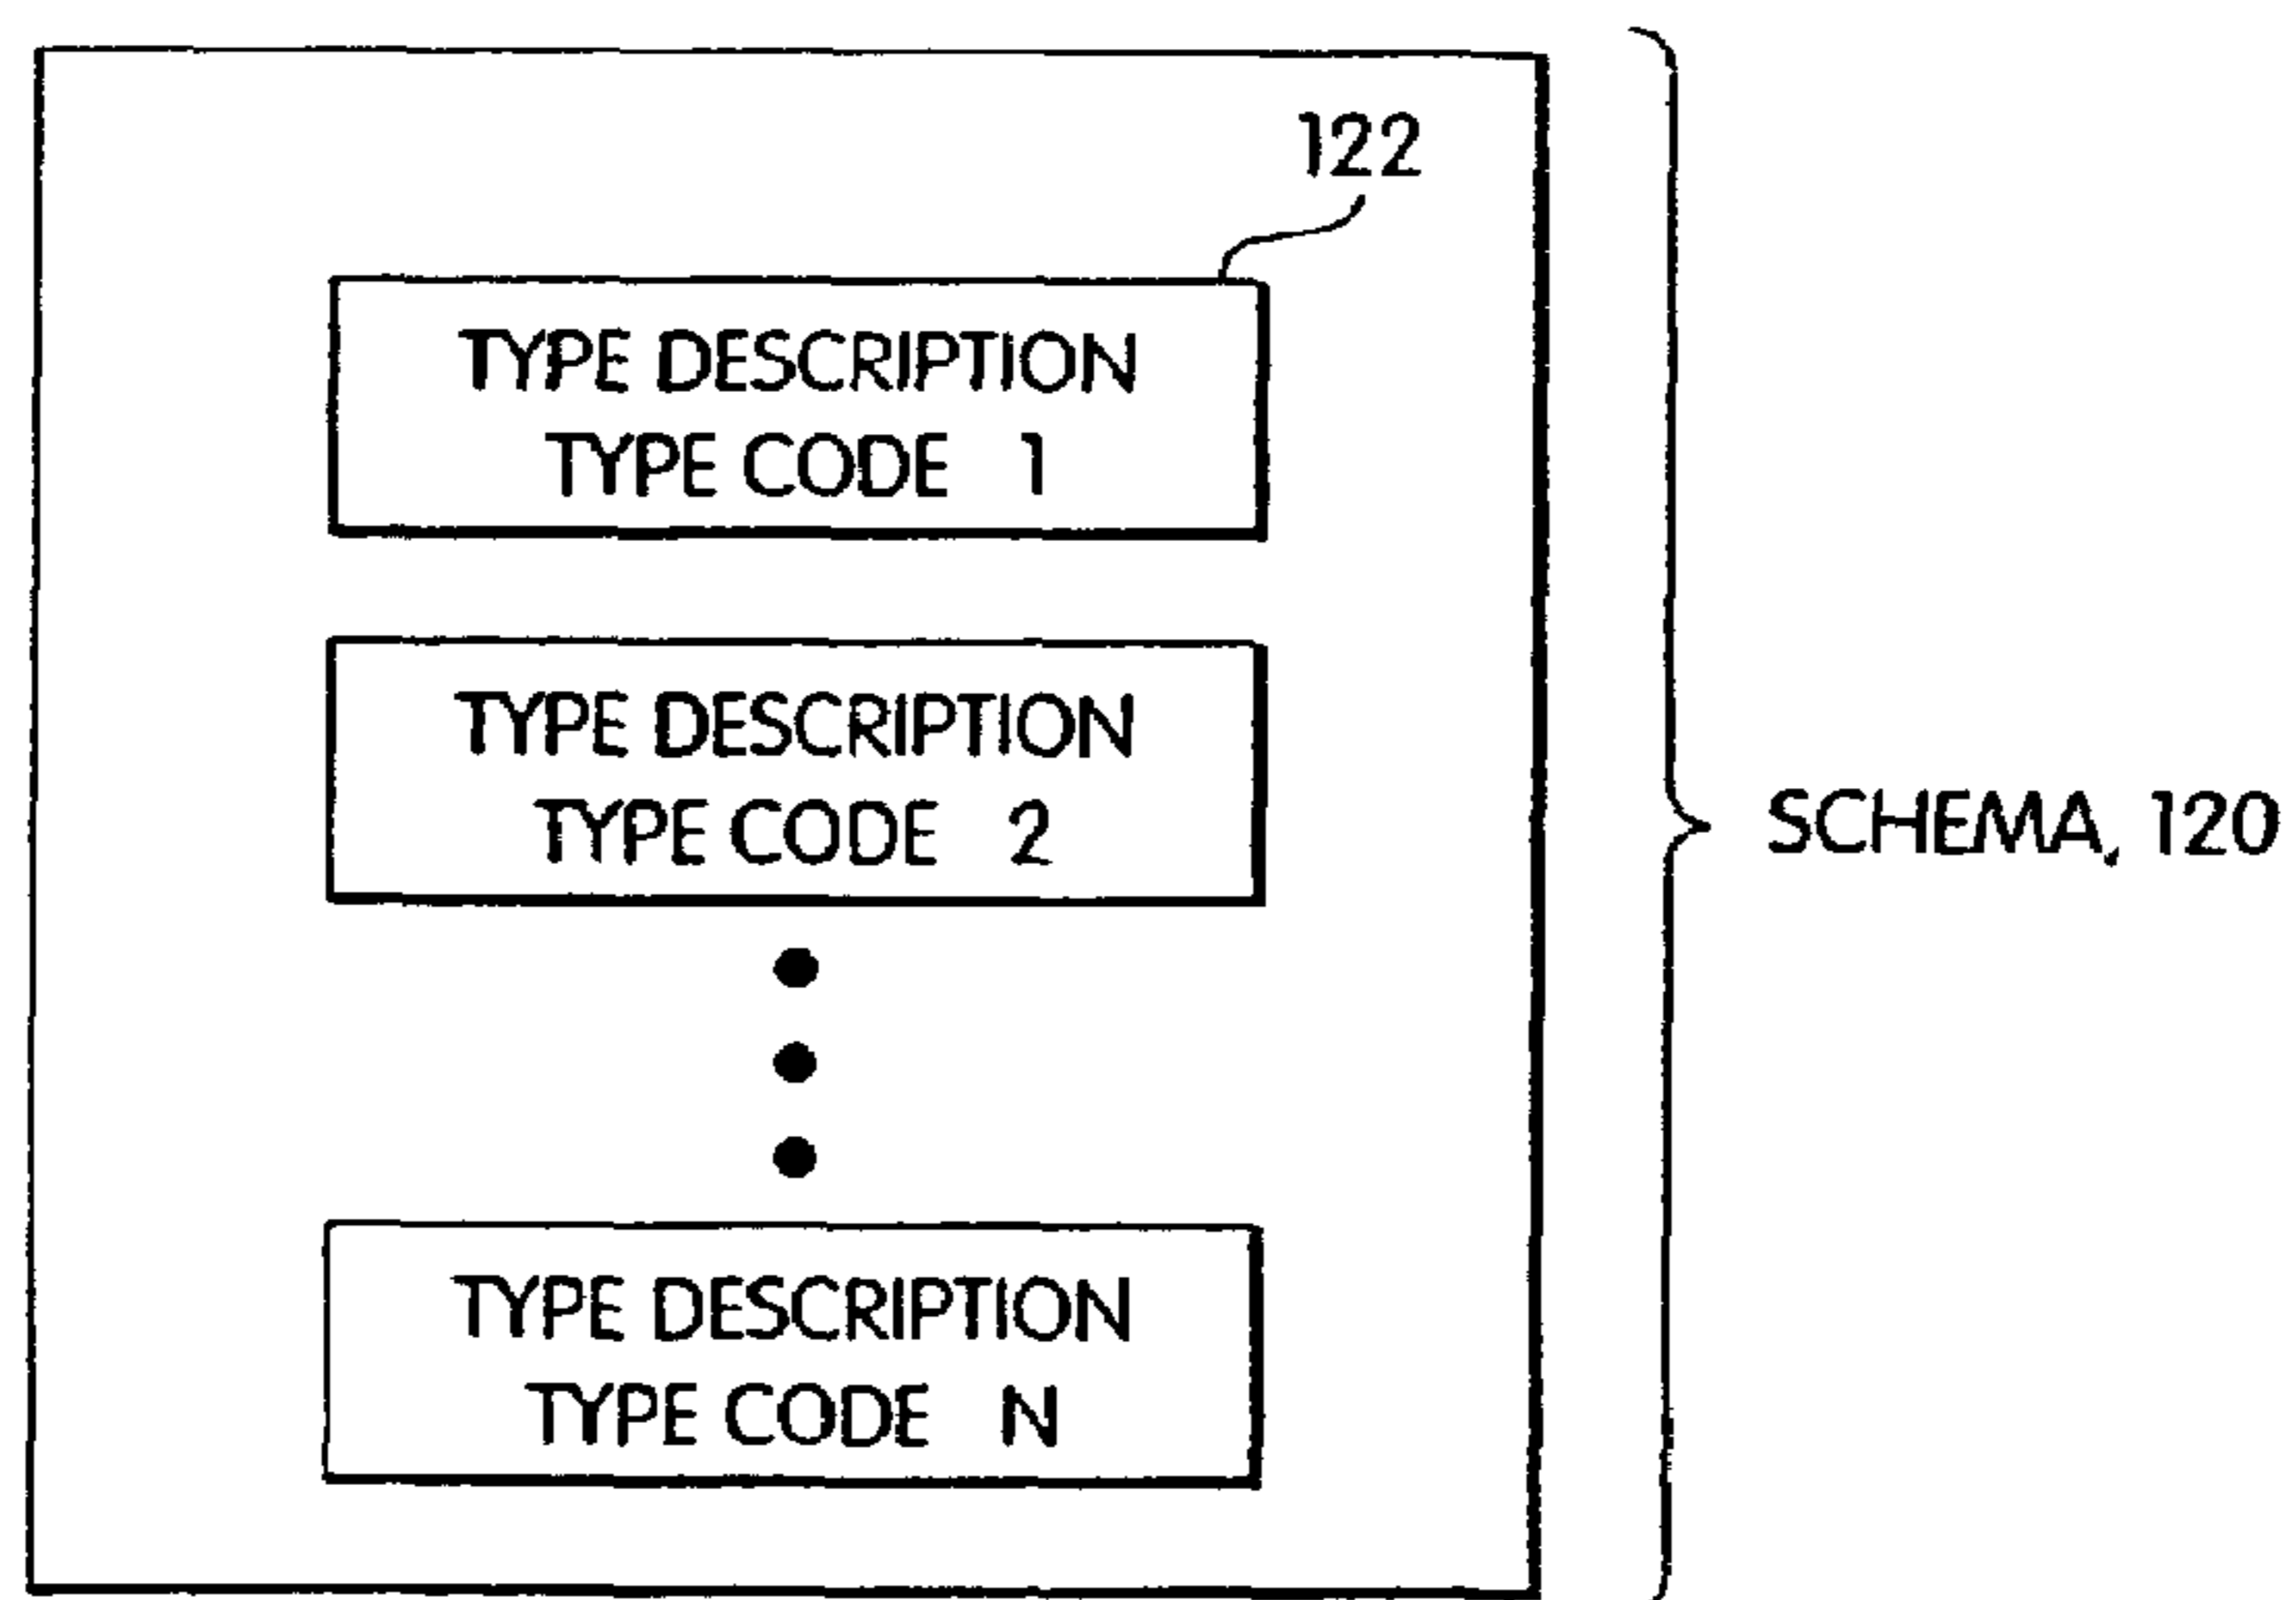 122
TYPE DESCRIPTION
TYPE CODE 1
TYPE DESCRIPTION
TYPE CODE 2
SCHEMA, 120
TYPE DESCRIPTION
TYPE CODE N